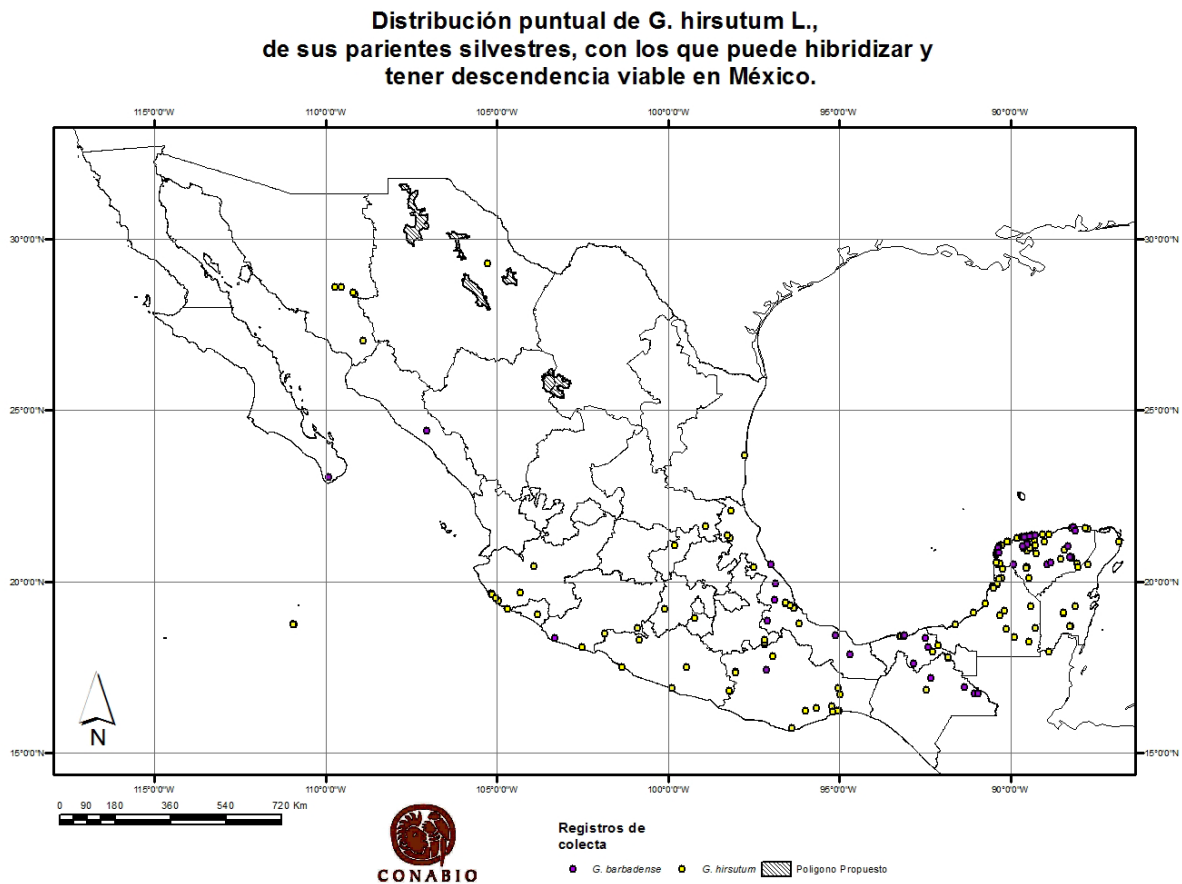 Distribución puntual de G. hirsutum L.,
de sus parientes silvestres, con los que puede hibridizar y
tener descendencia viable en México.
115°0'0"W 110°0'0"W 105°0'0"W 100°0'0"W 95°0'0"W 90°0'0"W
30°0'0"N 30°0'0"N
25°0'0"N 25°0'0"N
20°0'0"N 20°0'0"N
N
15°0'0"N 15°0'0"N
115°0'0"W 110°0'0"W 105°0'0"W 100°0'0"W 95°0'0"W 90°0'0"W
0 90 180 360 540 720 Km
CONABIO
Registros de
colecta
G. barbadense G. hirsutum Poligono Propuesto